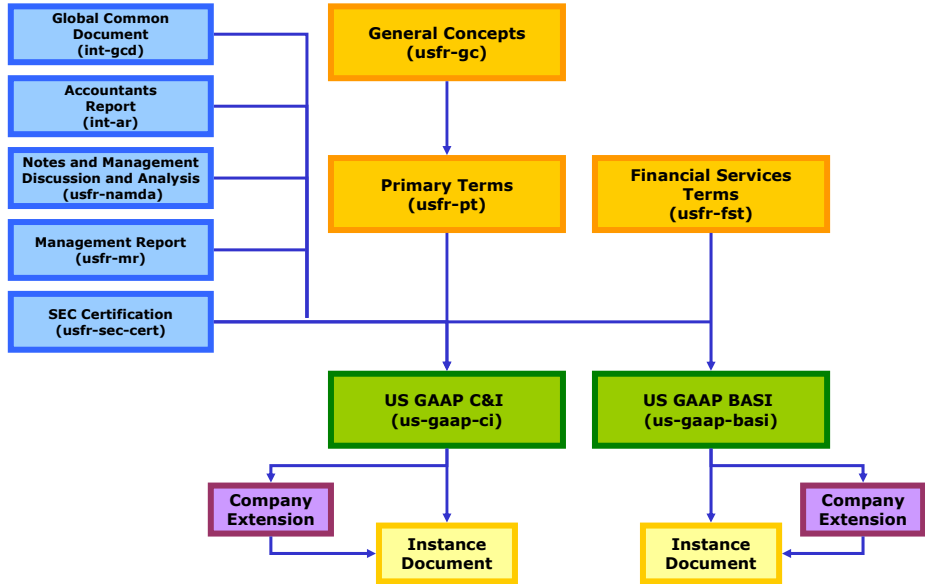 Global Common
Document
(int-gcd)
General Concepts
(usfr-gc)
Accountants
Report
(int-ar)
Notes and Management
Discussion and Analysis
(usfr-namda)
Primary Terms
(usfr-pt)
Financial Services
Terms
(usfr-fst)
Management Report
(usfr-mr)
SEC Certification
(usfr-sec-cert)
US GAAP C&I
(us-gaap-ci)
US GAAP BASI
(us-gaap-basi)
Company
Extension
Instance
Document
Instance
Document
Company
Extension